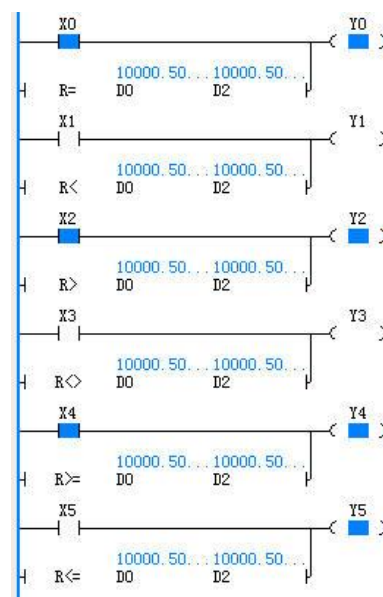 X0 Y0
10000.50...10000.50...
R= D0 D2
X1 Y1
10000.50...10000.50...
R< D0 D2
X2 Y2
10000.50...10000.50...
R> D0 D2
X3 Y3
10000.50...10000.50...
R<> D0 D2
X4 Y4
10000.50...10000.50...
R>= D0 D2
X5 Y5
10000.50...10000.50...
R<= D0 D2